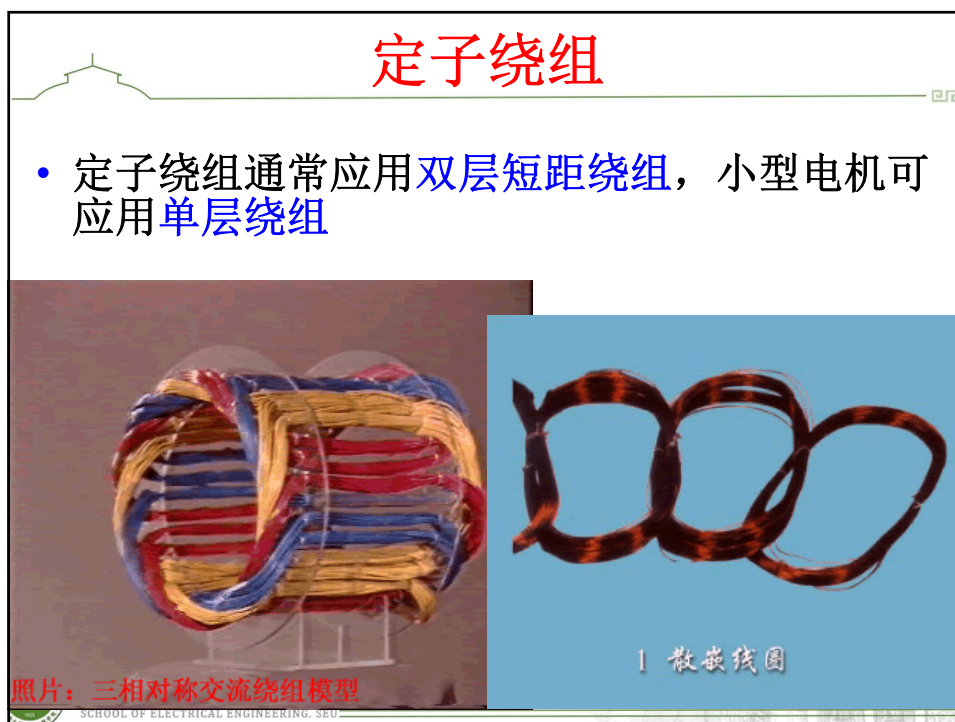 定子绕组
• 定子绕组通常应用双层短距绕组，小型电机可
应用单层绕组
1 散嵌线圈
照片：三相对称交流绕组模型
SCHOOL OF ELECTRICAL ENGINEERING, SEU